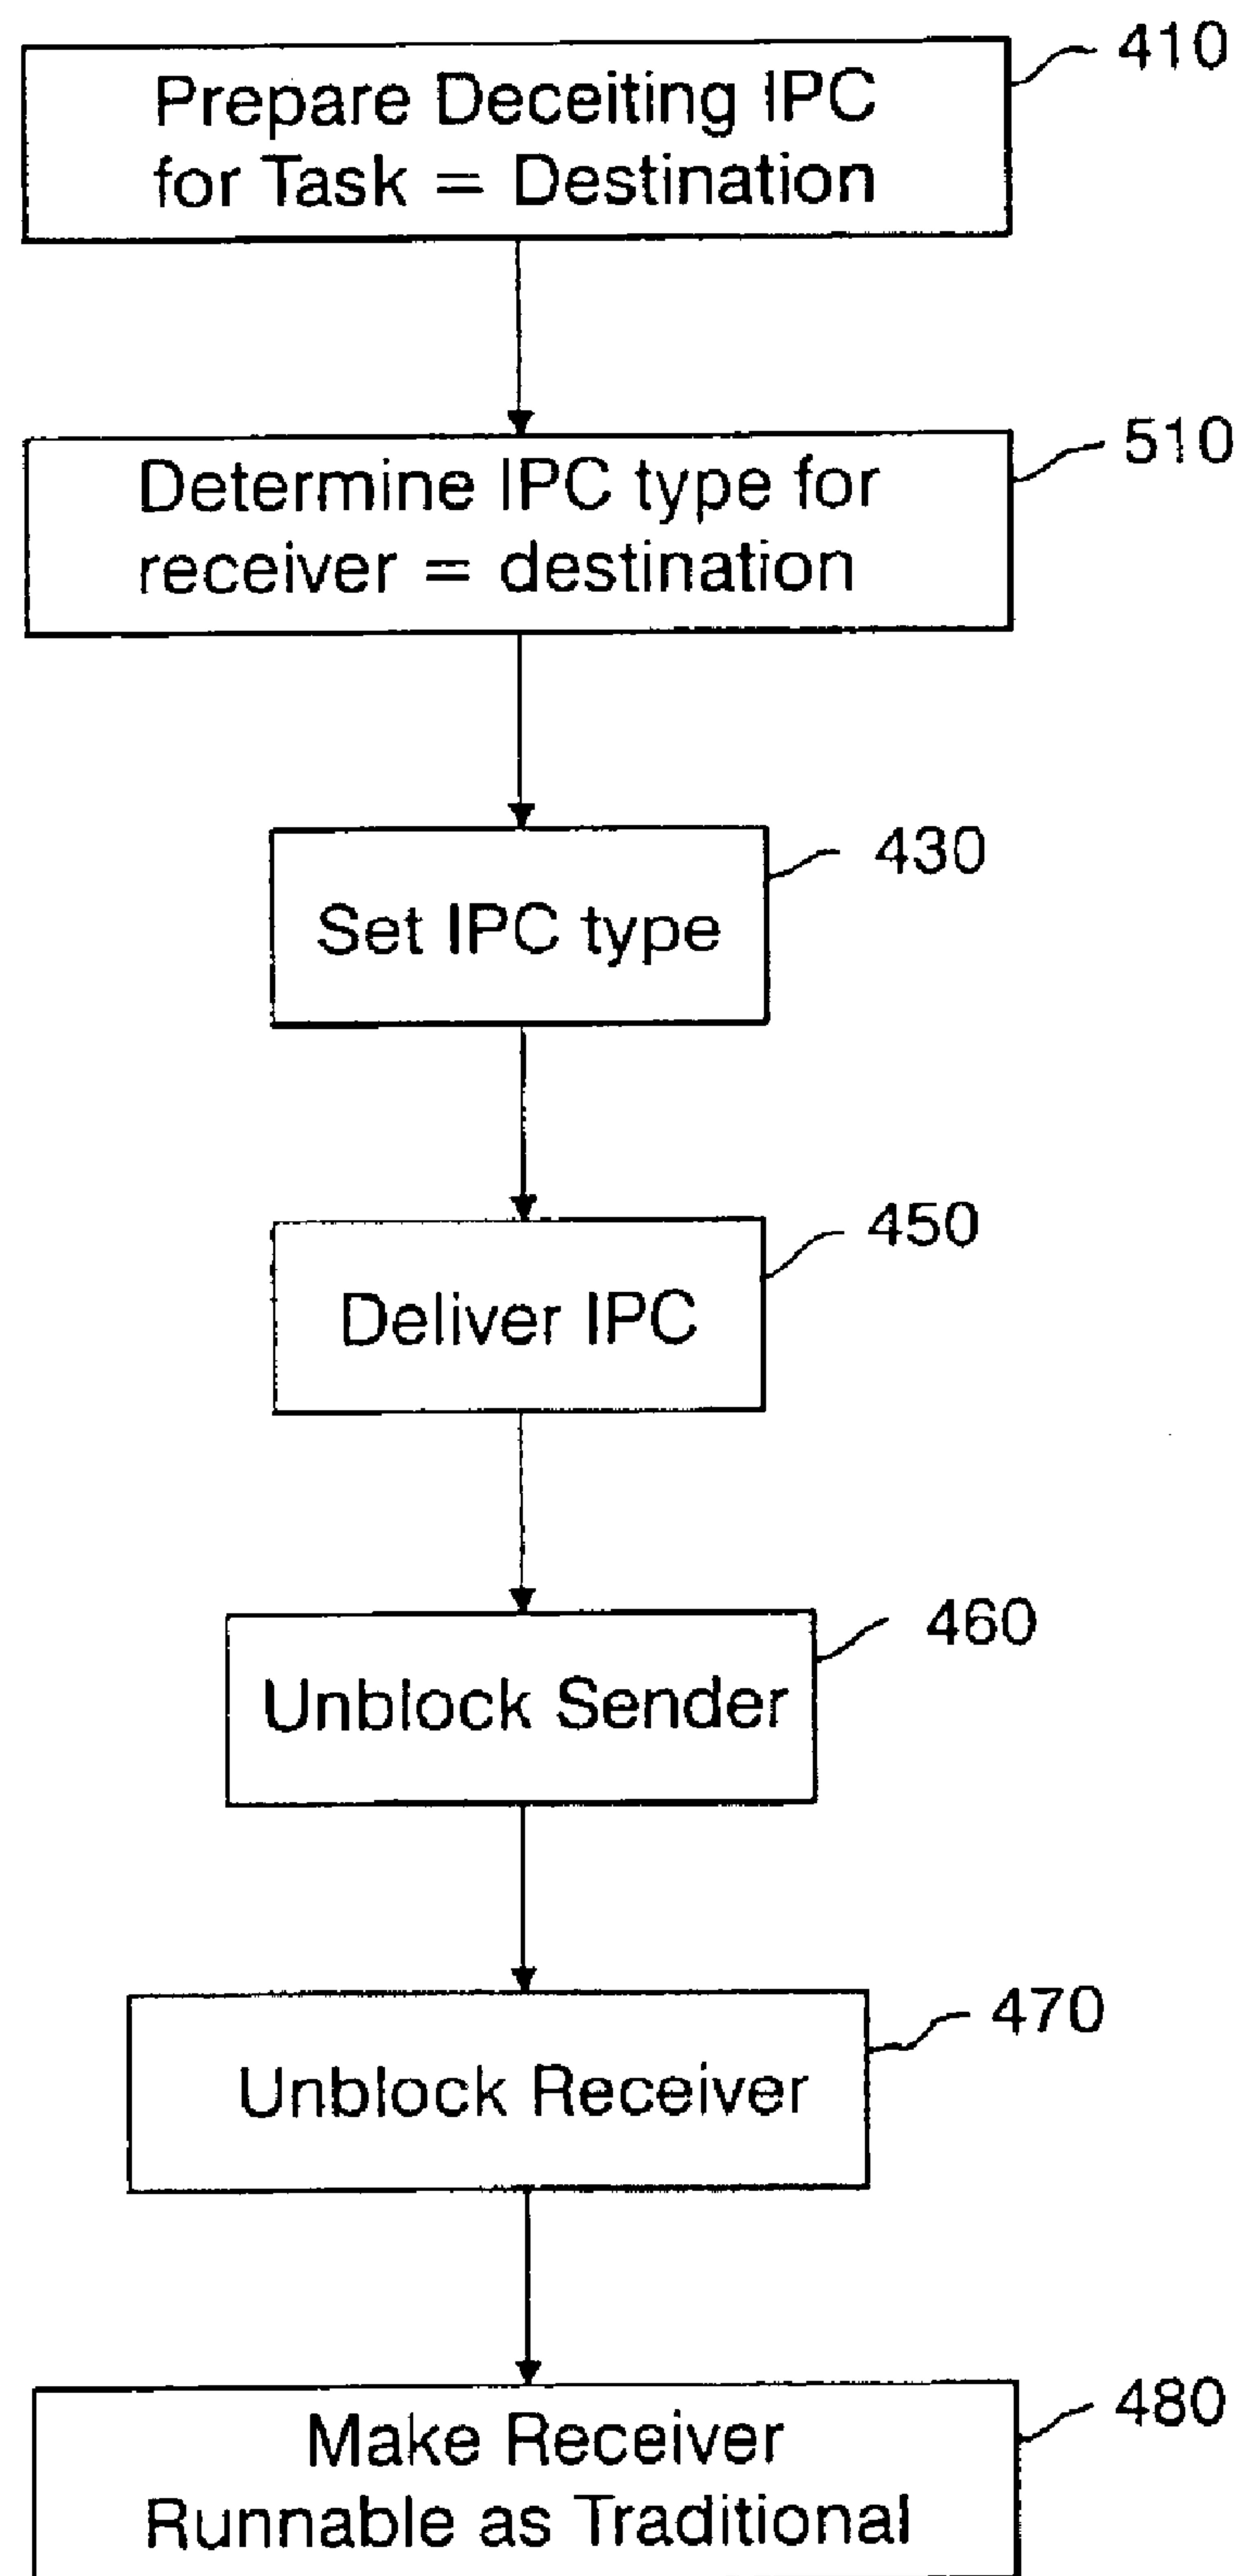 410
Prepare Deceiting IPC
for Task = Destination
510
Determine IPC type for
receiver = destination
430
Set IPC type
450
Deliver IPC
460
Unblock Sender
470
Unblock Receiver
480
Make Receiver
Runnable as Traditional